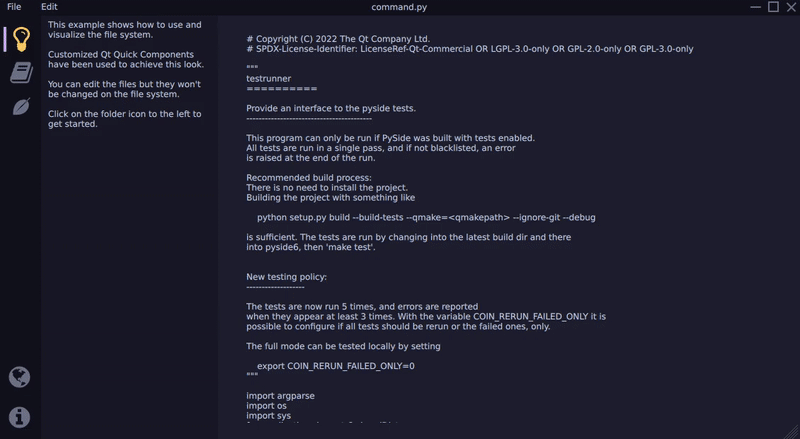 File Edit command.py
This example shows how to use and
visualize the file system.
Customized Qt Quick Components
have been used to achieve this look.
You can edit the files but they won't
be changed on the file system.
Click on the folder icon to the left to
get started.
# Copyright (C) 2022 The Qt Company Ltd.
# SPDX-License-Identifier: LicenseRef-Qt-Commercial OR LGPL-3.0-only OR GPL-2.0-only OR GPL-3.0-only
"""
testrunner
==========
Provide an interface to the pyside tests.
-----------------------------------------
This program can only be run if PySide was built with tests enabled.
All tests are run in a single pass, and if not blacklisted, an error
is raised at the end of the run.
Recommended build process:
There is no need to install the project.
Building the project with something like
python setup.py build --build-tests --qmake=<qmakepath> --ignore-git --debug
is sufficient. The tests are run by changing into the latest build dir and there
into pyside6, then 'make test'.
New testing policy:
-------------------
The tests are now run 5 times, and errors are reported
when they appear at least 3 times. With the variable COIN_RERUN_FAILED_ONLY it is
possible to configure if all tests should be rerun or the failed ones, only.
The full mode can be tested locally by setting
export COIN_RERUN_FAILED_ONLY=0
"""
import argparse
import os
import sys